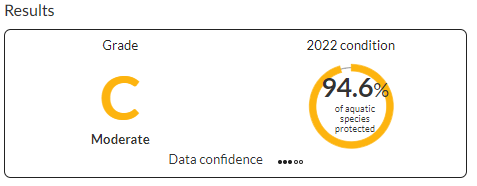 Results
Grade
2022 condition
C
94.6%
of aquatic
species
protected
Moderate
Data confidence